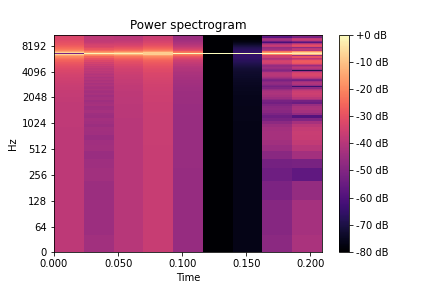 Power spectrogram
8192
4096
2048
1024
512
256
128
64
0
Hz
0.000 0.050 0.100 0.150 0.200
Time
+0 dB
-10 dB
-20 dB
-30 dB
-40 dB
-50 dB
-60 dB
-70 dB
-80 dB